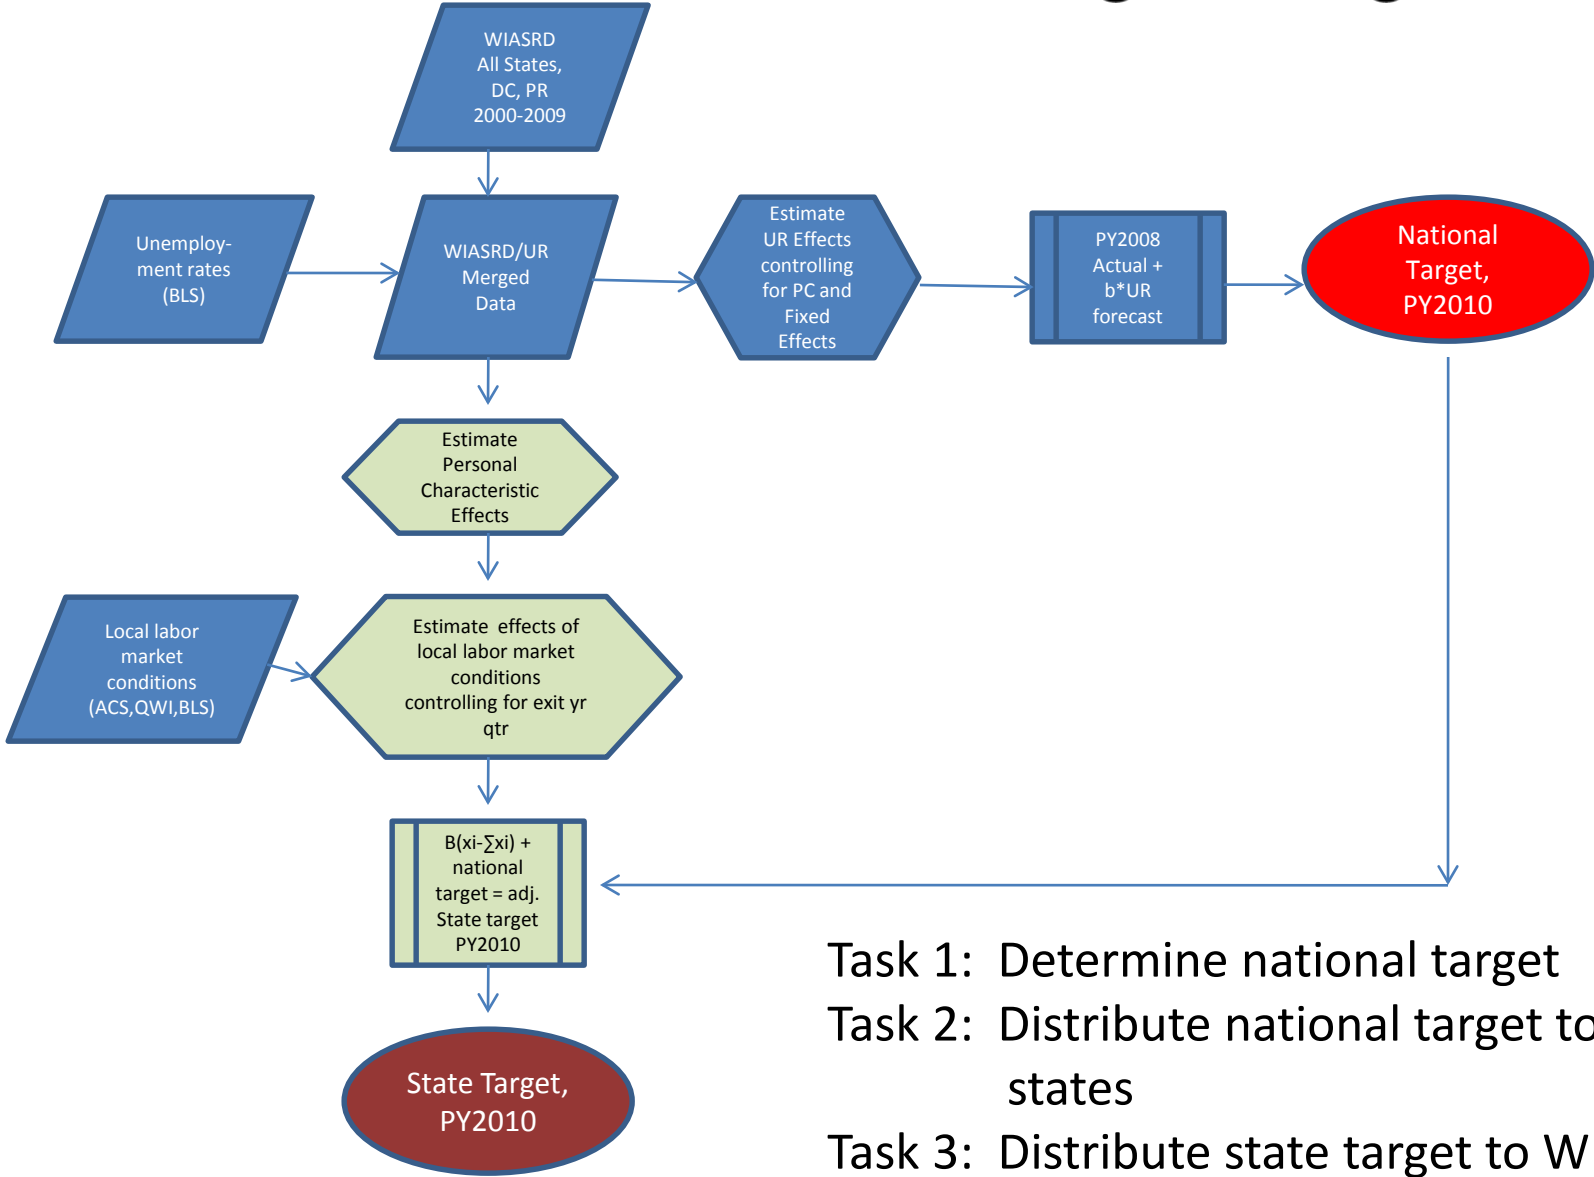 WIASRD
All States,
DC, PR
2000-2009
Unemploy-
ment rates
(BLS)
WIASRD/UR
Merged
Data
Estimate
UR Effects
controlling
for PC and
Fixed
Effects
PY2008
Actual +
b*UR
forecast
National
Target,
PY2010
Estimate
Personal
Characteristic
Effects
Local labor
market
conditions
(ACS,QWI,BLS)
Estimate effects of
local labor market
conditions
controlling for exit yr
qtr
B(xi-∑xi) +
national
target = adj.
State target
PY2010
State Target,
PY2010
Task 1: Determine national target
Task 2: Distribute national target to
states
Task 3: Distribute state target to W